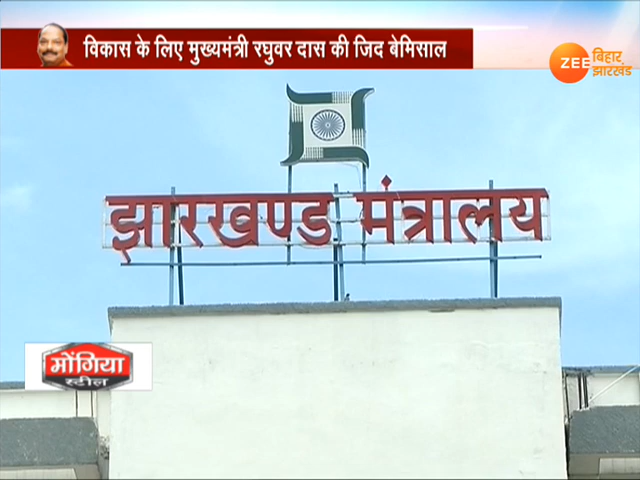 विकास के लिए मुख्यमंत्री रघुवर दास की जिद बेमिसाल
ZEE बिहार
झारखंड
झारखण्ड मंत्रालय
मोंगिया
स्टील